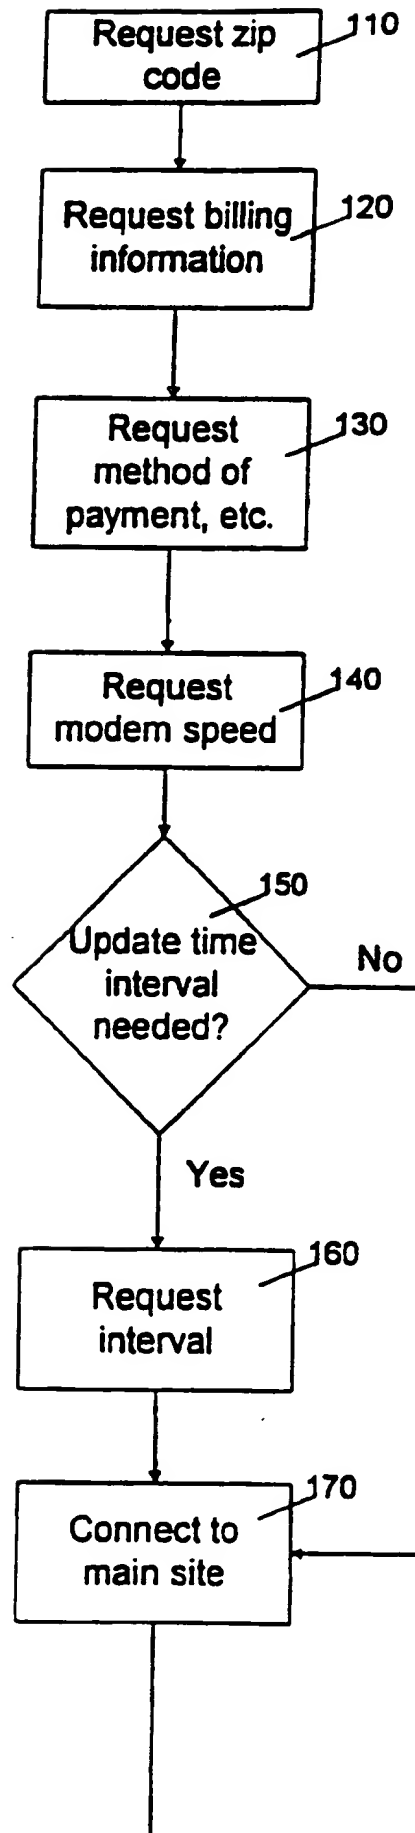 Request zip
code
110
Request billing
information
120
Request
method of
payment, etc.
130
Request
modem speed
140
150
Update time
interval
needed?
No
Yes
160
Request
interval
170
Connect to
main site